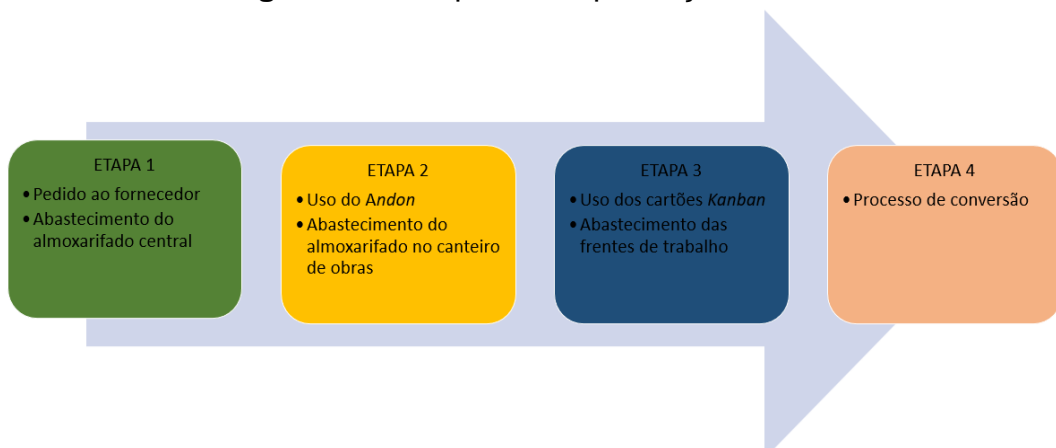 ETAPA 1
• Pedido ao fornecedor
• Abastecimento do
almoxarifado central
ETAPA 2
• Uso do Andon
• Abastecimento do
almoxarifado no canteiro
de obras
ETAPA 3
• Uso dos cartões Kanban
• Abastecimento das
frentes de trabalho
ETAPA 4
• Processo de conversão